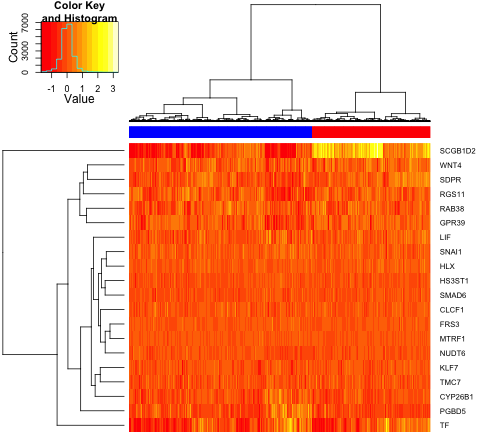 Color Key
and Histogram
Count
0 3000 7000
-1 0 1 2 3
Value
SCGB1D2
WNT4
SDPR
RGS11
RAB38
GPR39
LIF
SNAI1
HLX
HS3ST1
SMAD6
CLCF1
FRS3
MTRF1
NUDT6
KLF7
TMC7
CYP26B1
PGBD5
TF